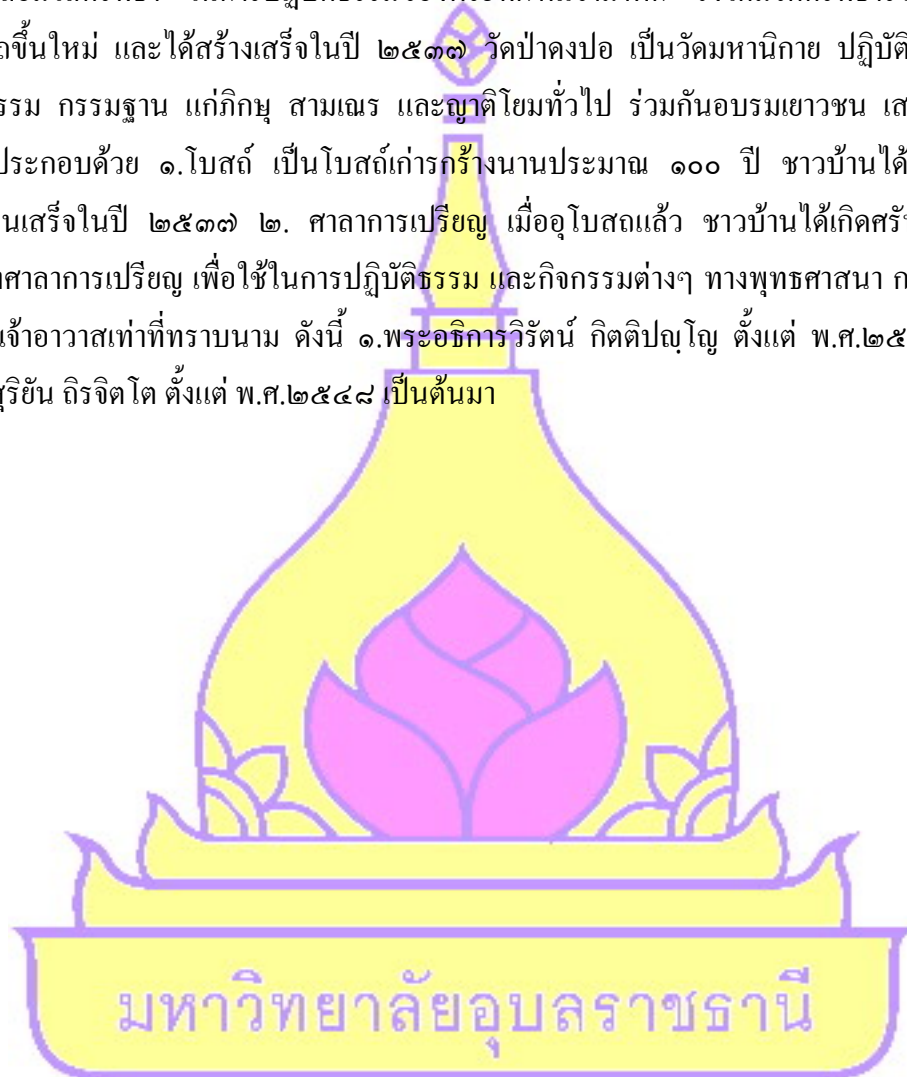 ขึ้นใหม่ และได้สร้างเสร็จในปี ๒๕๓๗ วัดป่าดงปอ เป็นวัดมหานิกาย ปฏิบัติ
กรรมฐาน แก่ภิกษุ สามเณร และญาติโยมทั่วไป ร่วมกันอบรมเยาวชน
ประกอบด้วย ๑.โบสถ์ เป็นโบสถ์เก่ารกร้างนานประมาณ ๑๐๐ ปี ชาวบ้านได้
เสร็จในปี ๒๕๓๗ ๒. ศาลาการเปรียญ เมื่ออุโบสถแล้ว ชาวบ้านได้เกิด
ศาลาการเปรียญ เพื่อใช้ในการปฏิบัติธรรม และกิจกรรมต่างๆ ทางพุทธศาสนา
เจ้าอาวาสเท่าที่ทราบนาม ดังนี้ ๑.พระอธิการวิรัตน์ กิตติปญฺโญ ตั้งแต่
สุริยัน ถิรจิตโต ตั้งแต่ พ.ศ.๒๕๔๘ เป็นต้นมา
มหาวิทยาลัยอุบลราชธานี